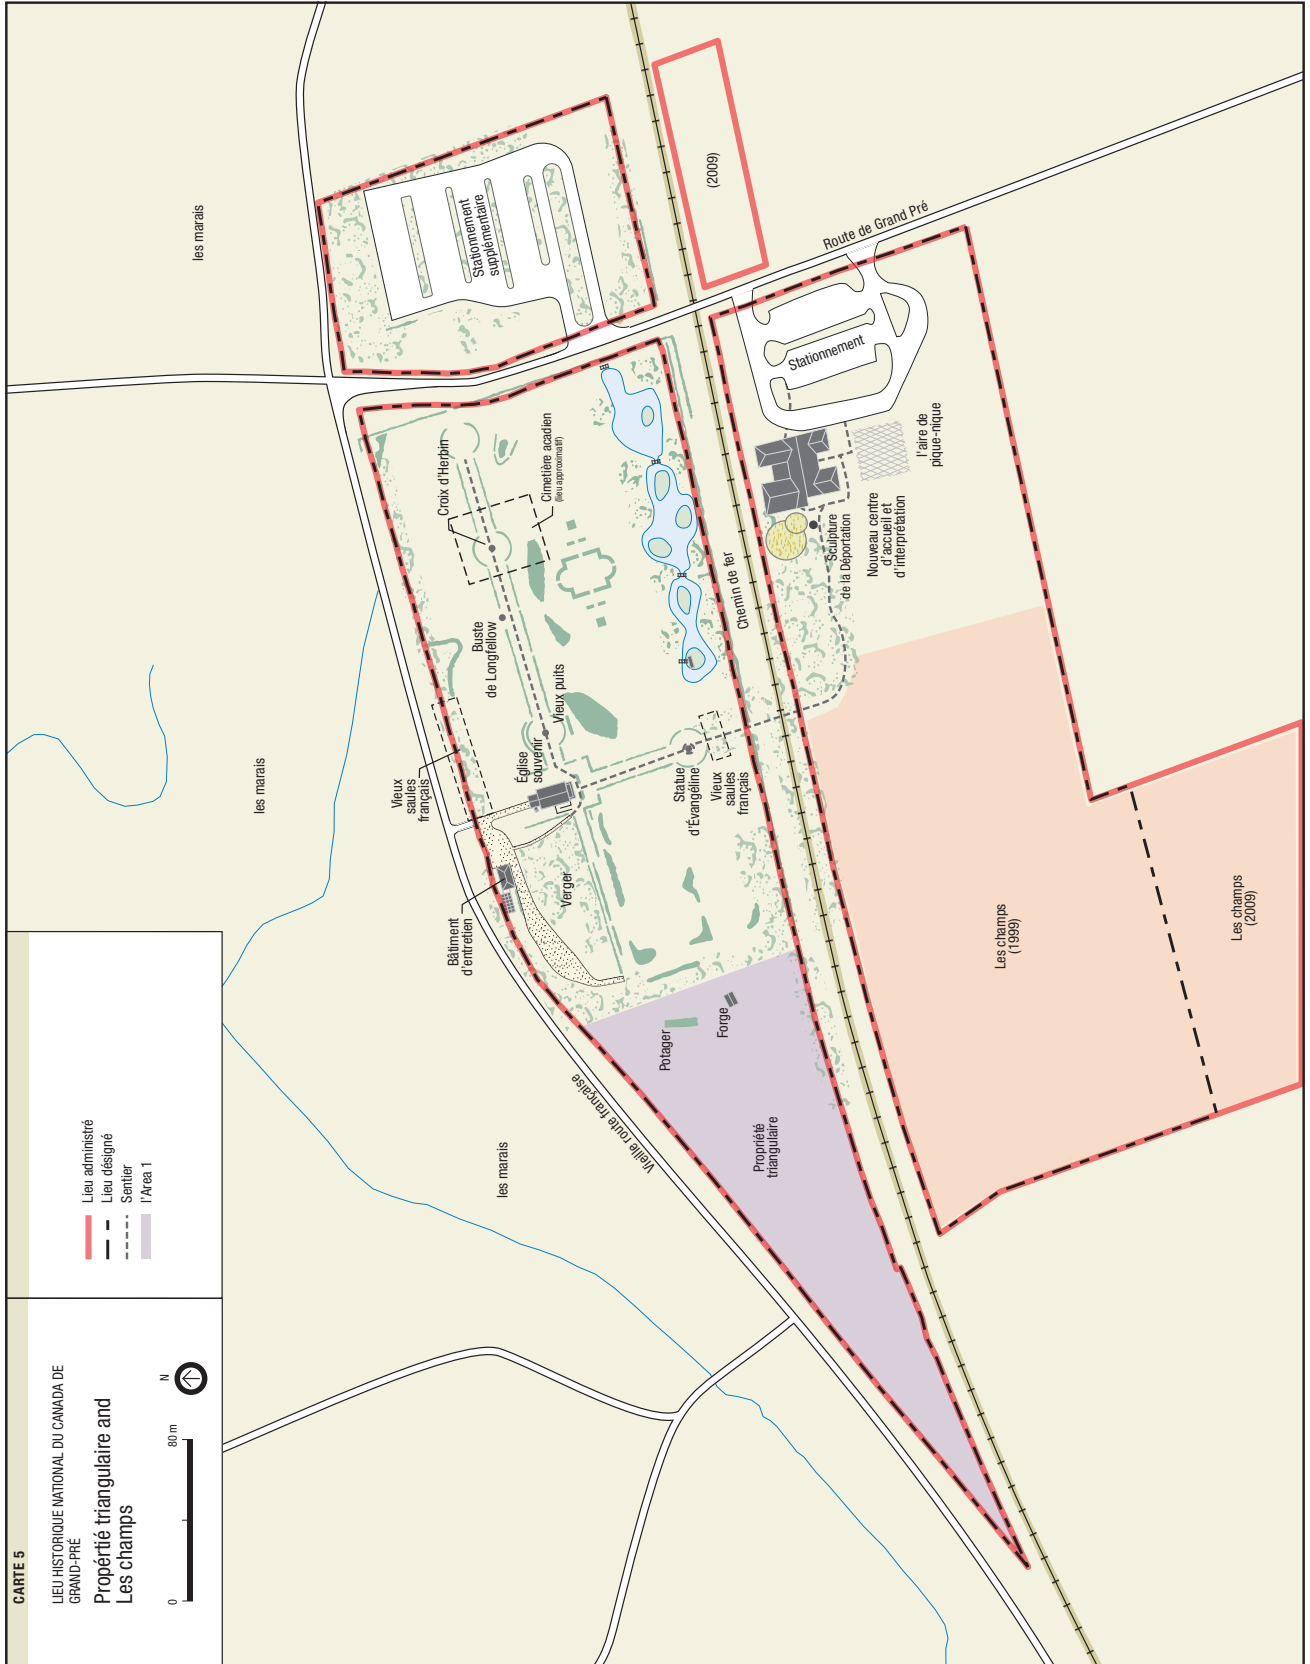 CARTE 5
LIEU HISTORIQUE NATIONAL DU CANADA DE
GRAND-PRÉ
Propértié triangulaire and
Les champs
0
80 m
N
Lieu administré
Lieu désigné
Sentier
l'Area 1
les marais
les marais
les marais
Vieille route française
Bâtiment
d'entretien
Vieux
saules
français
Église
souvenir
Vieux puits
Verger
Buste
de Longfellow
Croix d'Herbin
Cimetière acadien
(lieu approximatif)
Stationnement
supplémentaire
(2009)
Route de Grand Pré
Stationnement
l'aire de
pique-nique
Nouveau centre
d'accueil et
d'interprétation
Sculpture
de la Déportation
Chemin de fer
Statue
d'Évangéline
Vieux
saules
français
Potager
Forge
Propriété
triangulaire
Les champs
(1999)
Les champs
(2009)